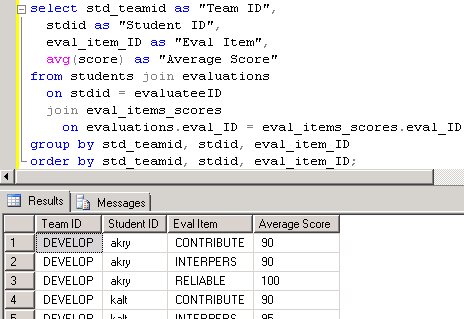 select std_teamid as "Team ID",
stdid as "Student ID",
eval_item_ID as "Eval Item",
avg(score) as "Average Score"
from students join evaluations
on stdid = evaluateeID
join eval_items_scores
on evaluations.eval_ID = eval_items_scores.eval_ID
group by std_teamid, stdid, eval_item_ID
order by std_teamid, stdid, eval_item_ID;
Results Messages
Team ID Student ID Eval Item Average Score
1 DEVELOP akry CONTRIBUTE 90
2 DEVELOP akry INTERPERS 90
3 DEVELOP akry RELIABLE 100
4 DEVELOP kalt CONTRIBUTE 90
5 DEVELOP kalt INTERPERS 95